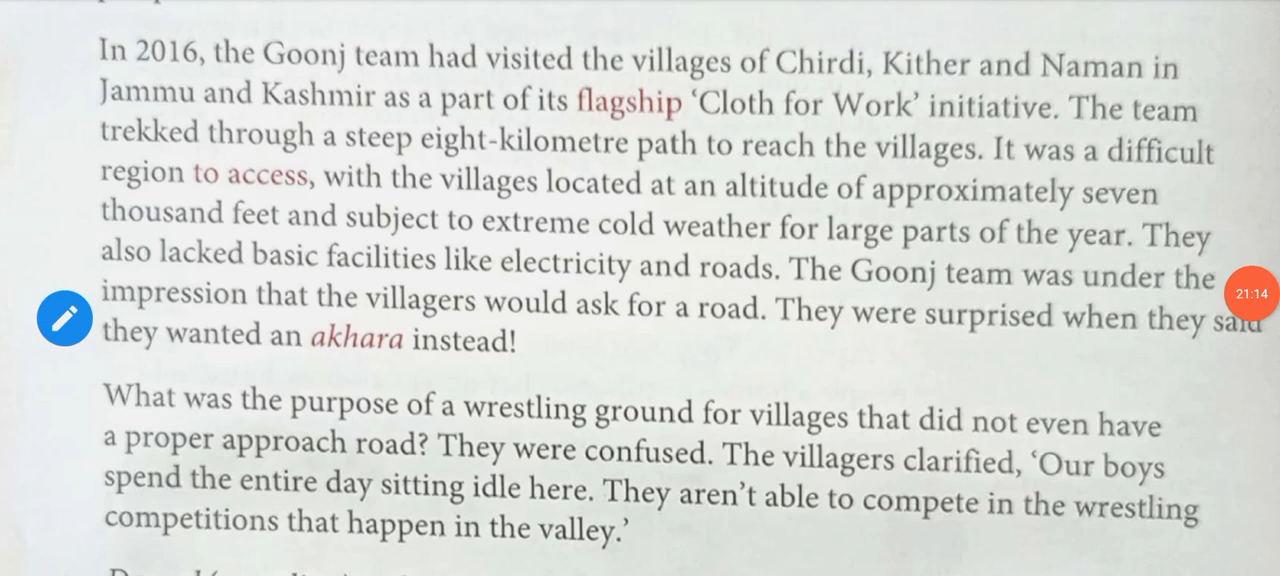 In 2016, the Goonj team had visited the villages of Chirdi, Kither and Naman in
Jammu and Kashmir as a part of its flagship ‘Cloth for Work’ initiative. The team
trekked through a steep eight-kilometre path to reach the villages. It was a difficult
region to access, with the villages located at an altitude of approximately seven
thousand feet and subject to extreme cold weather for large parts of the year. They
also lacked basic facilities like electricity and roads. The Goonj team was under the
impression that the villagers would ask for a road. They were surprised when they said
21:14
they wanted an akhara instead!
What was the purpose of a wrestling ground for villages that did not even have
a proper approach road? They were confused. The villagers clarified, ‘Our boys
spend the entire day sitting idle here. They aren’t able to compete in the wrestling
competitions that happen in the valley.’